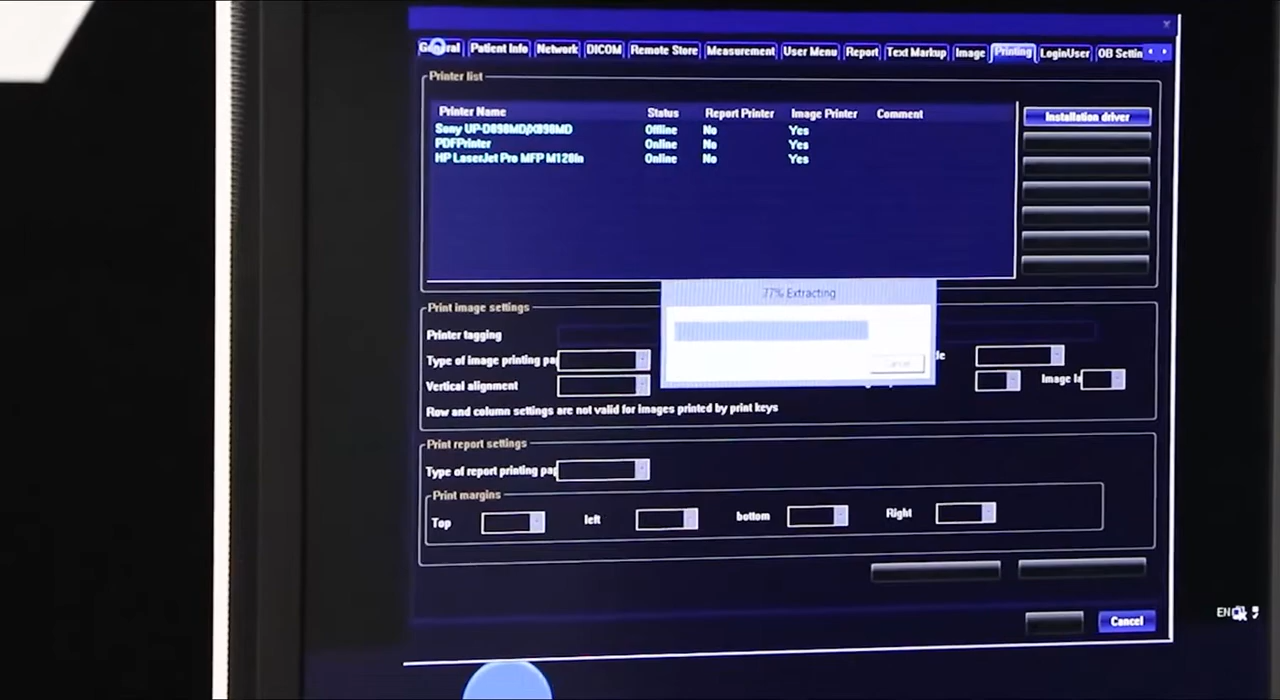 General Patient Info Network DICOM Remote Store Measurement User Menu Report Text Markup Image Printing LoginUser OB Settin
Printer list
Printer Name Status Report Printer Image Printer Comment
Sony UP-D898MD/X898MD Offline No Yes
PDFPrinter Online No Yes
HP LaserJet Pro MFP M128fn Online No Yes
Installation driver
77% Extracting
Cancel
Print image settings
Printer tagging
Type of image printing pap
Vertical alignment
Image la
Row and column settings are not valid for images printed by print keys
Print report settings
Type of report printing pap
Print margins
Top left bottom Right
Cancel
EN